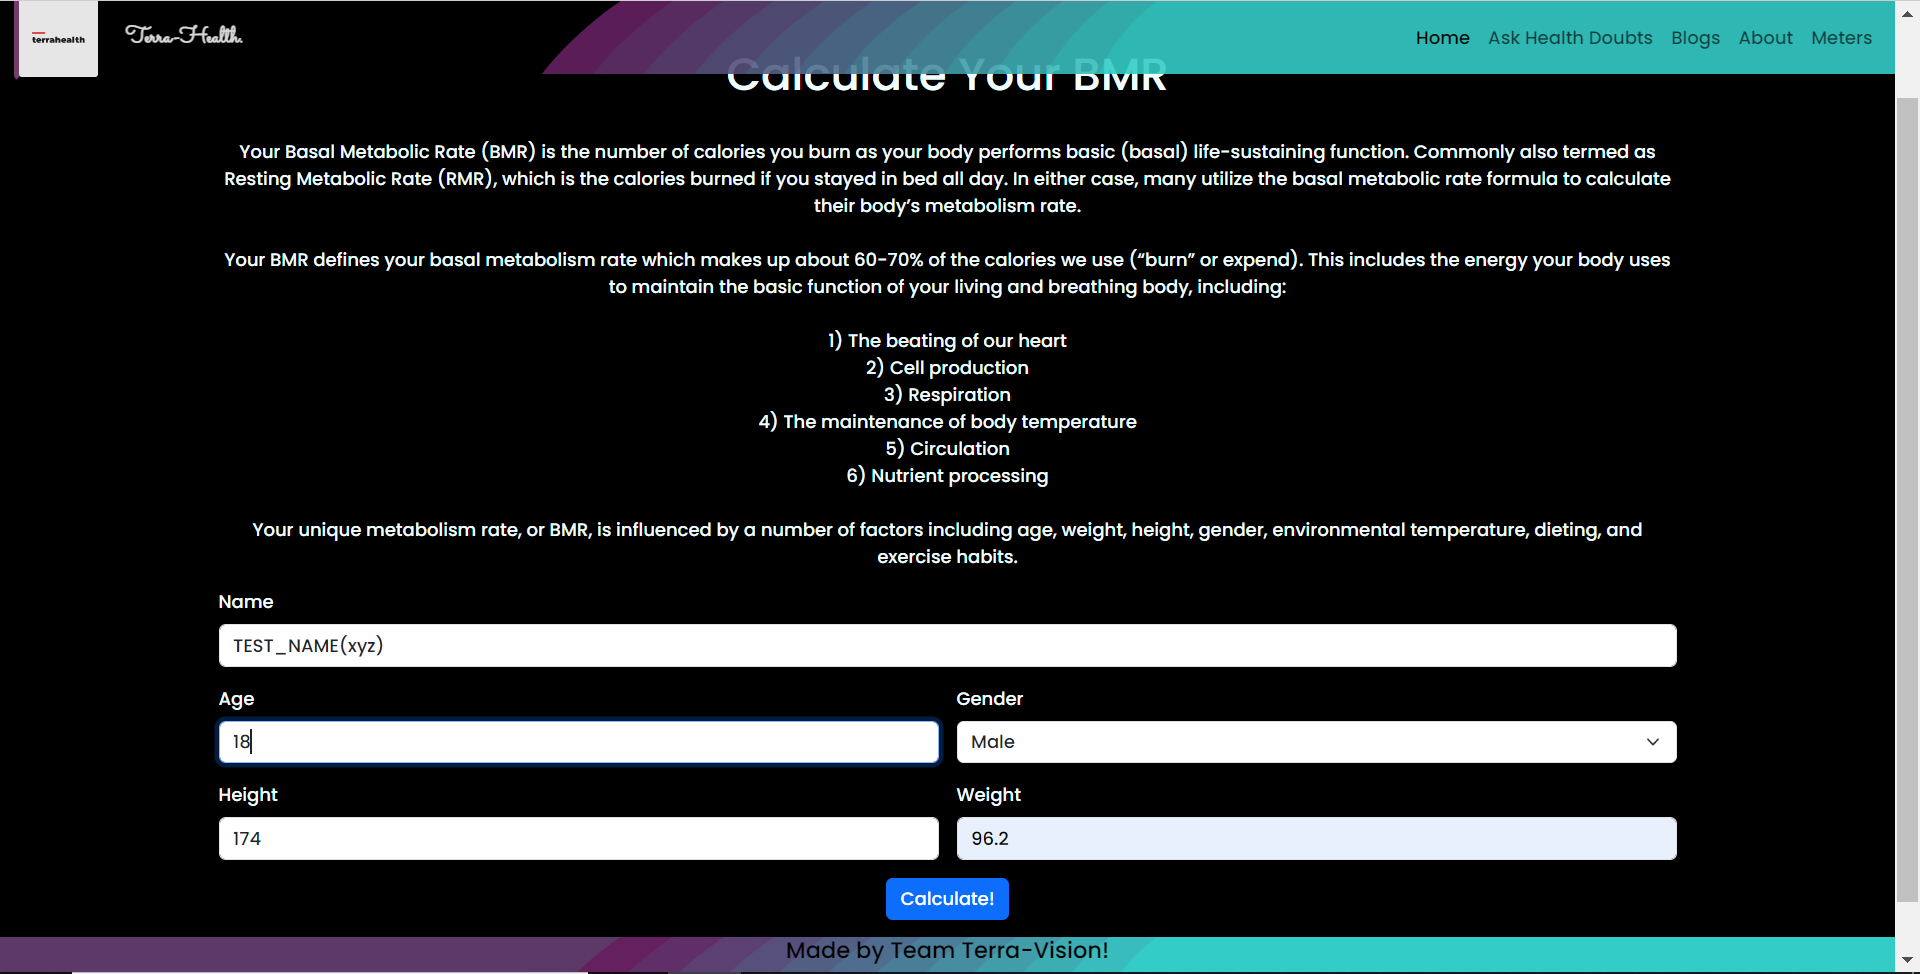 terrahealth
Terra-Health.
Home Ask Health Doubts Blogs About Meters
Calculate Your BMR
Your Basal Metabolic Rate (BMR) is the number of calories you burn as your body performs basic (basal) life-sustaining function. Commonly also termed as
Resting Metabolic Rate (RMR), which is the calories burned if you stayed in bed all day. In either case, many utilize the basal metabolic rate formula to calculate
their body’s metabolism rate.
Your BMR defines your basal metabolism rate which makes up about 60-70% of the calories we use (“burn” or expend). This includes the energy your body uses
to maintain the basic function of your living and breathing body, including:
1) The beating of our heart
2) Cell production
3) Respiration
4) The maintenance of body temperature
5) Circulation
6) Nutrient processing
Your unique metabolism rate, or BMR, is influenced by a number of factors including age, weight, height, gender, environmental temperature, dieting, and
exercise habits.
Name
TEST_NAME(xyz)
Age Gender
18 Male
Height Weight
174 96.2
Calculate!
Made by Team Terra-Vision!